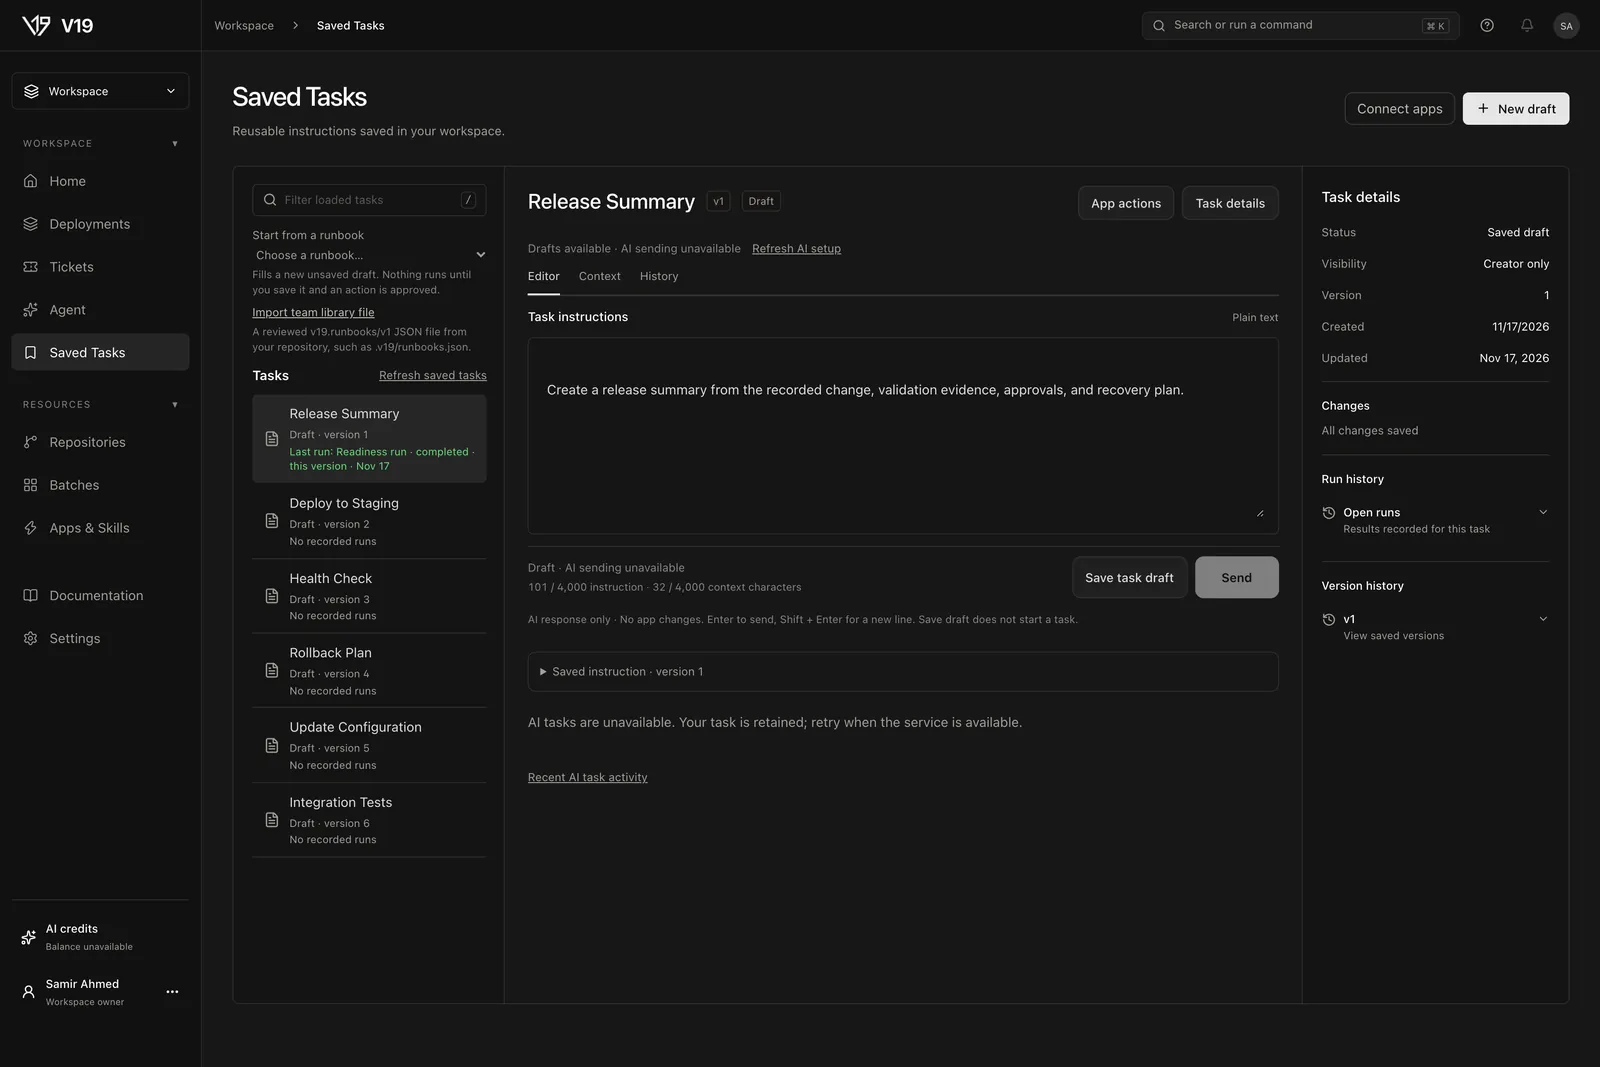 V19
Workspace
Saved Tasks
Search or run a command
⌘ K
SA
Workspace
WORKSPACE
Home
Deployments
Tickets
Agent
Saved Tasks
RESOURCES
Repositories
Batches
Apps & Skills
Documentation
Settings
AI credits
Balance unavailable
Samir Ahmed
Workspace owner
Saved Tasks
Reusable instructions saved in your workspace.
Connect apps
+ New draft
Filter loaded tasks
/
Start from a runbook
Choose a runbook...
Fills a new unsaved draft. Nothing runs until
you save it and an action is approved.
Import team library file
A reviewed v19.runbooks/v1 JSON file from
your repository, such as .v19/runbooks.json.
Tasks
Refresh saved tasks
Release Summary
Draft · version 1
Last run: Readiness run · completed ·
this version · Nov 17
Deploy to Staging
Draft · version 2
No recorded runs
Health Check
Draft · version 3
No recorded runs
Rollback Plan
Draft · version 4
No recorded runs
Update Configuration
Draft · version 5
No recorded runs
Integration Tests
Draft · version 6
No recorded runs
Release Summary
v1
Draft
App actions
Task details
Drafts available · AI sending unavailable
Refresh AI setup
Editor
Context
History
Task instructions
Plain text
Create a release summary from the recorded change, validation evidence, approvals, and recovery plan.
Draft · AI sending unavailable
101 / 4,000 instruction · 32 / 4,000 context characters
Save task draft
Send
AI response only · No app changes. Enter to send, Shift + Enter for a new line. Save draft does not start a task.
Saved instruction · version 1
AI tasks are unavailable. Your task is retained; retry when the service is available.
Recent AI task activity
Task details
Status
Saved draft
Visibility
Creator only
Version
1
Created
11/17/2026
Updated
Nov 17, 2026
Changes
All changes saved
Run history
Open runs
Results recorded for this task
Version history
v1
View saved versions